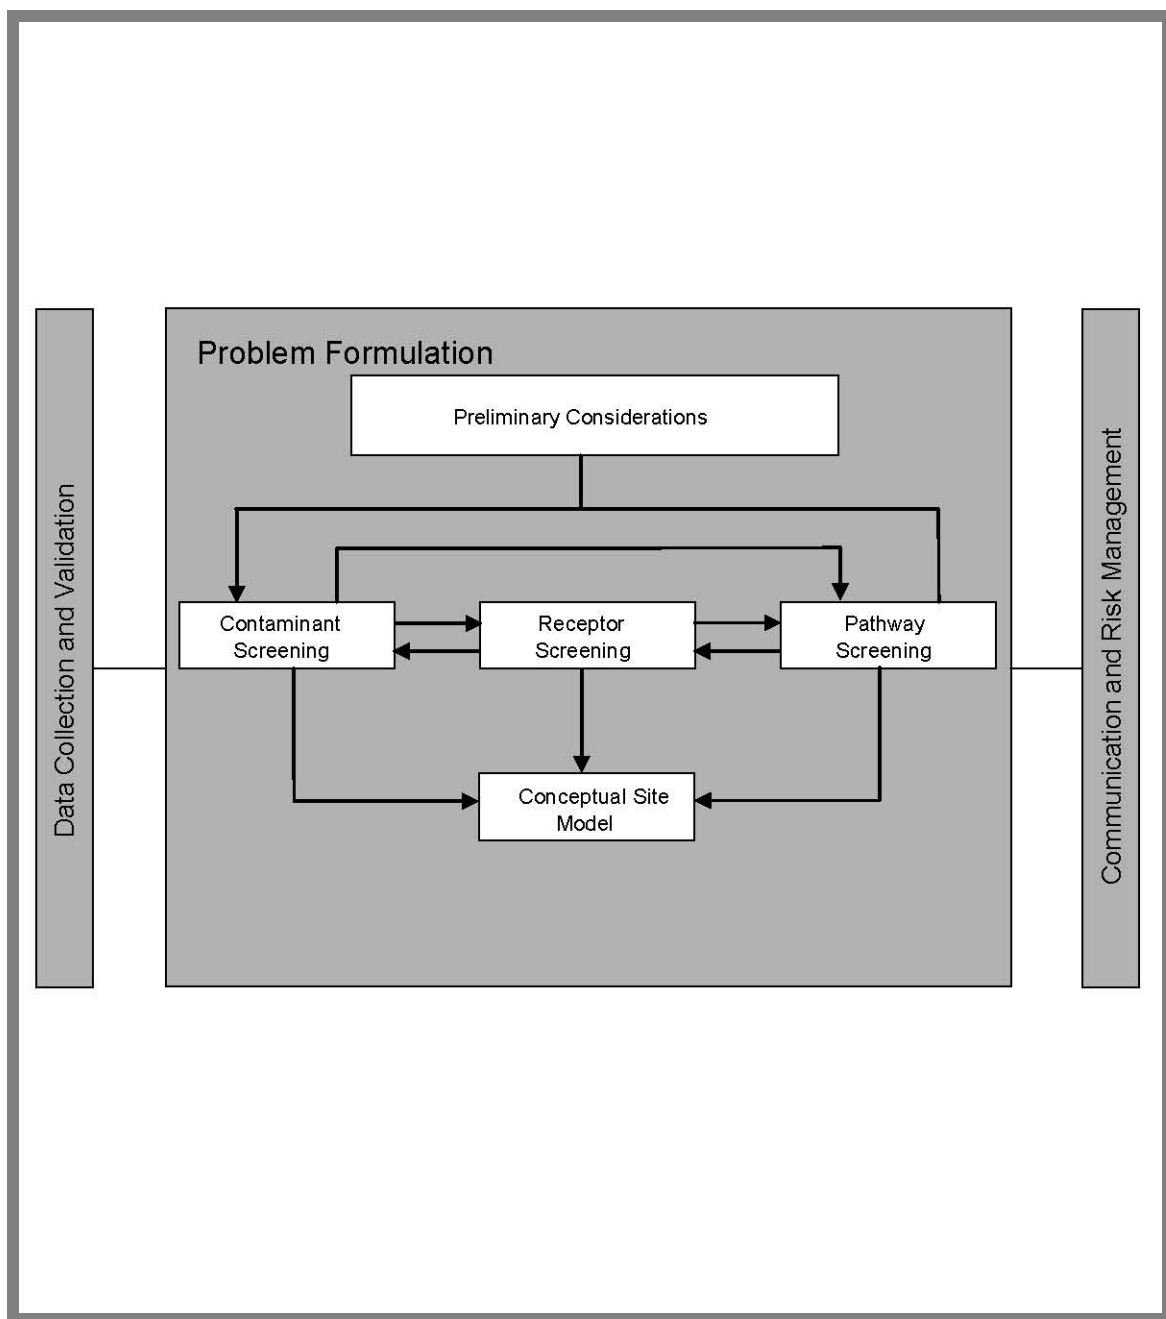 Data Collection and Validation
Problem Formulation
Preliminary Considerations
Contaminant
Screening
Receptor
Screening
Pathway
Screening
Conceptual Site
Model
Communication and Risk Management